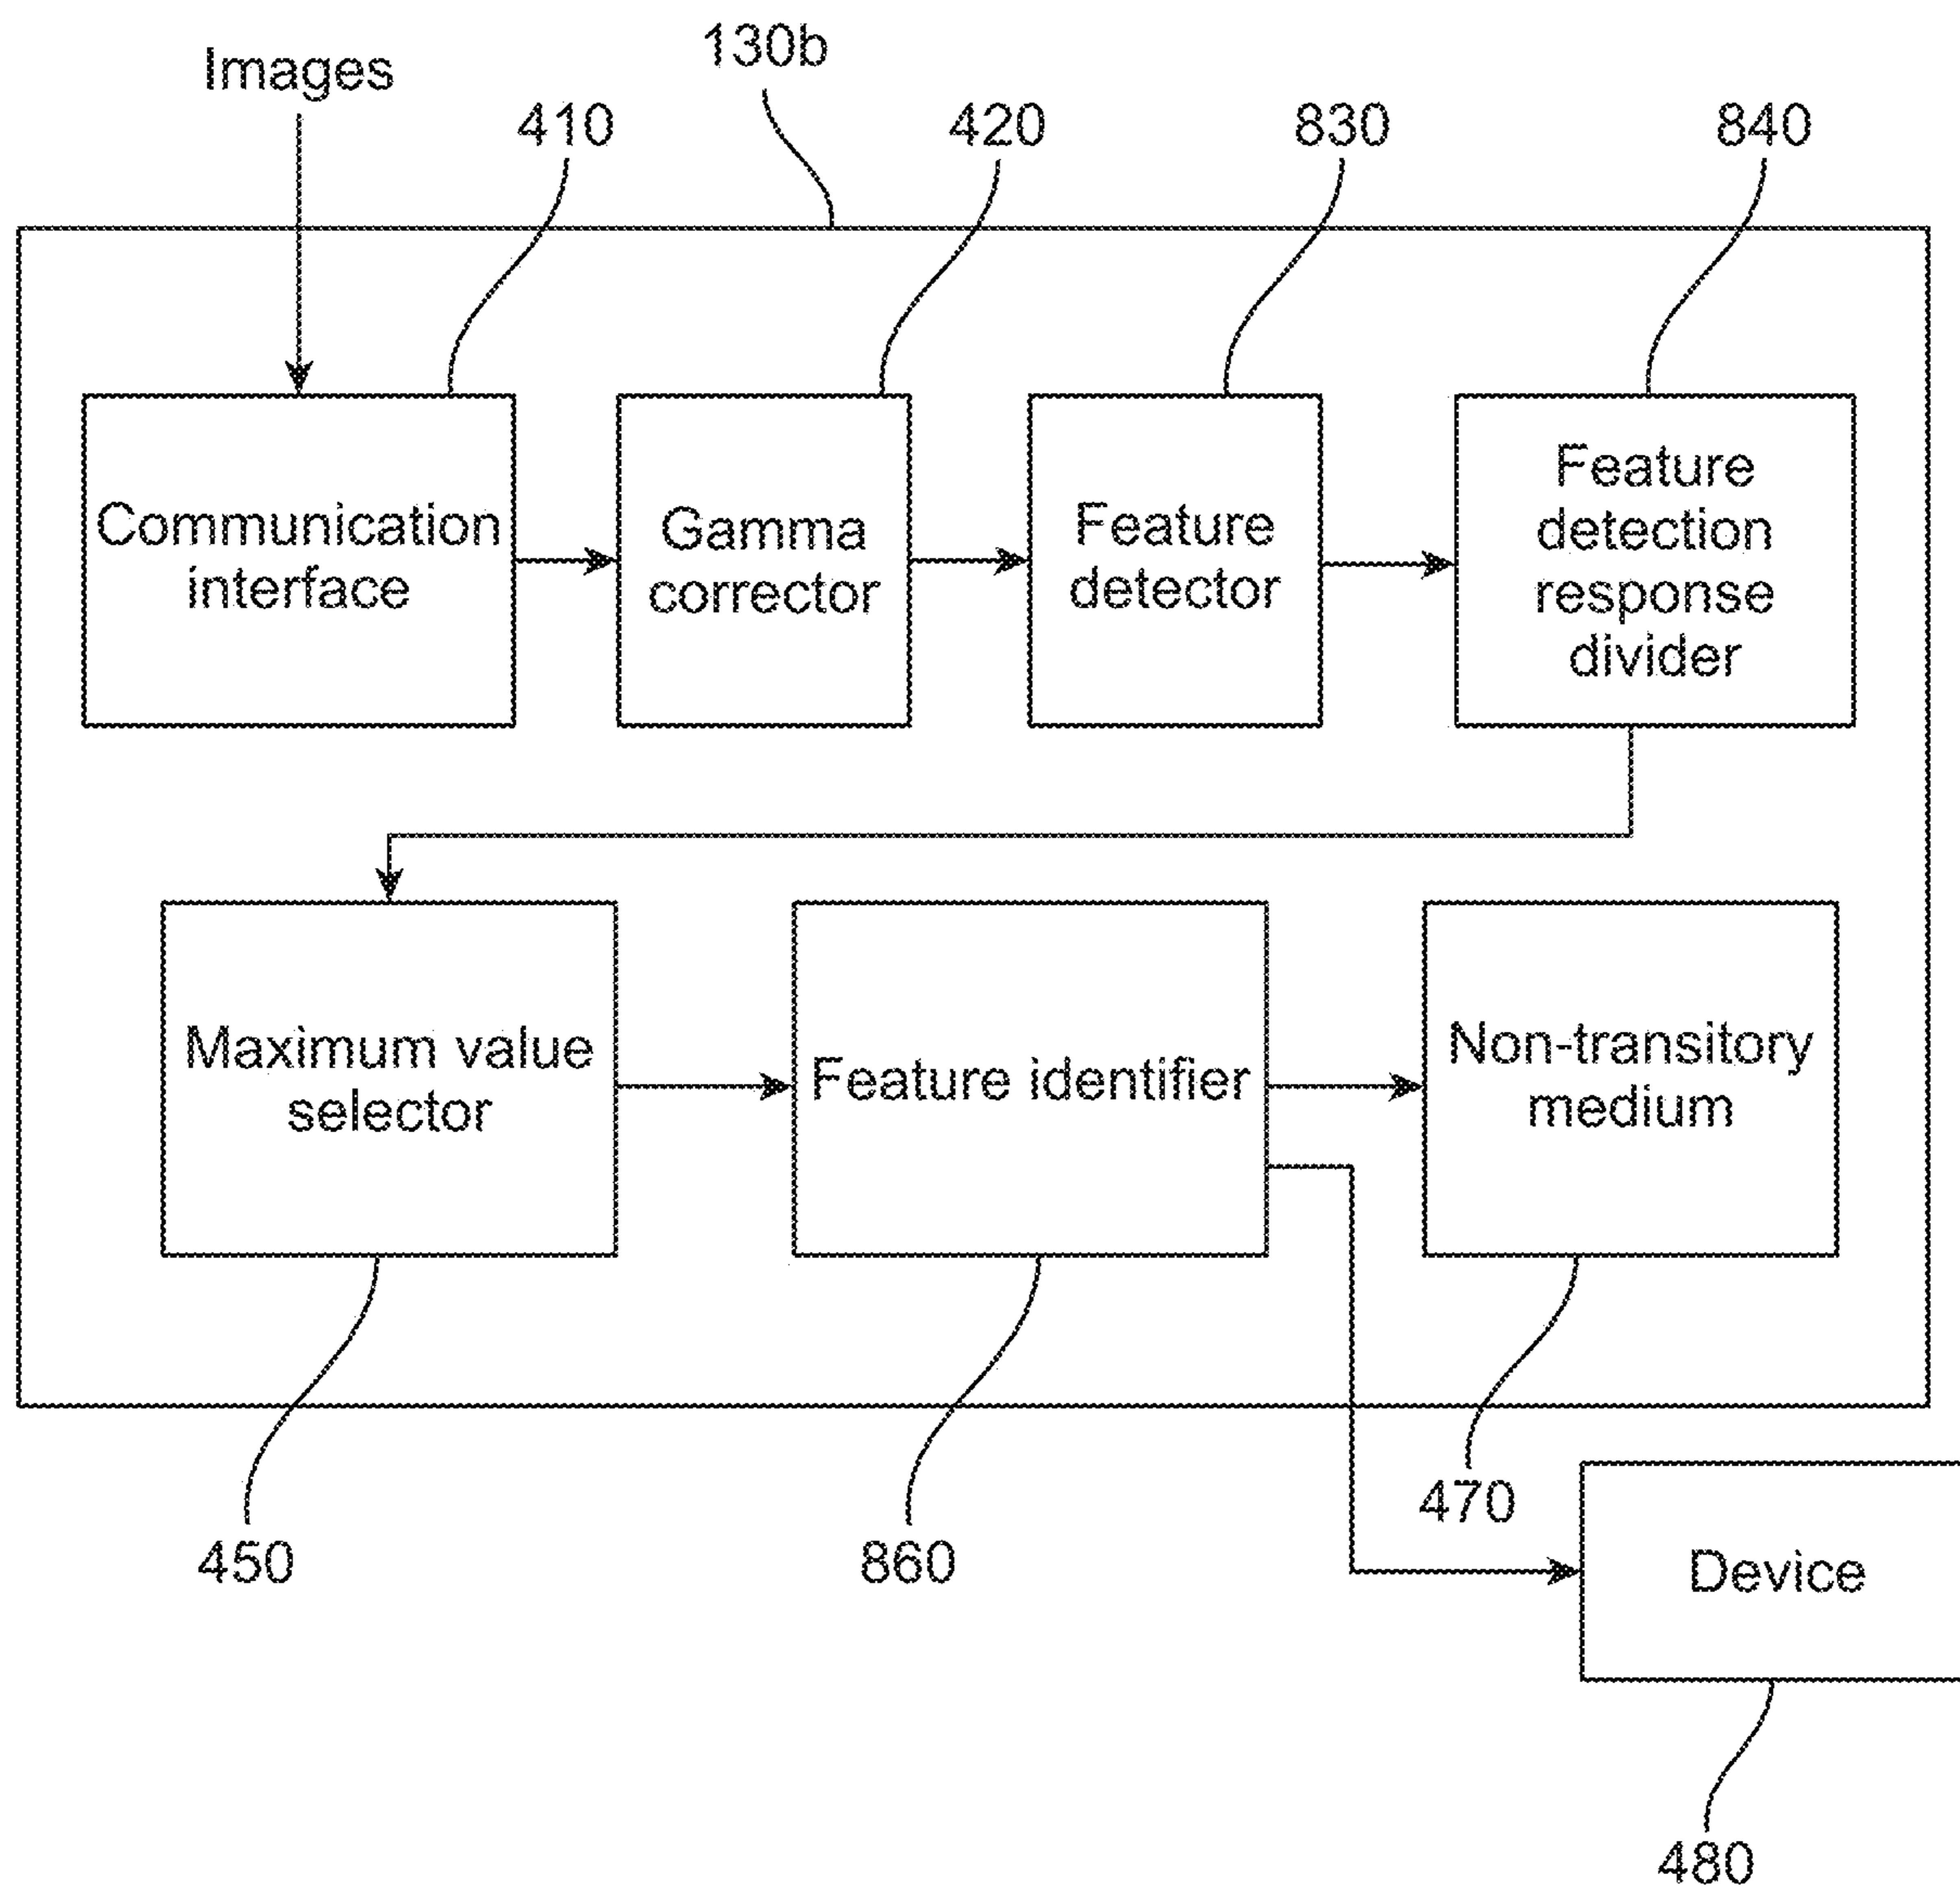 Images
130b
410
420
830
840
Communication
interface
Gamma
corrector
Feature
detector
Feature
detection
response
divider
Maximum value
selector
Feature identifier
Non-transitory
medium
450
860
470
Device
480